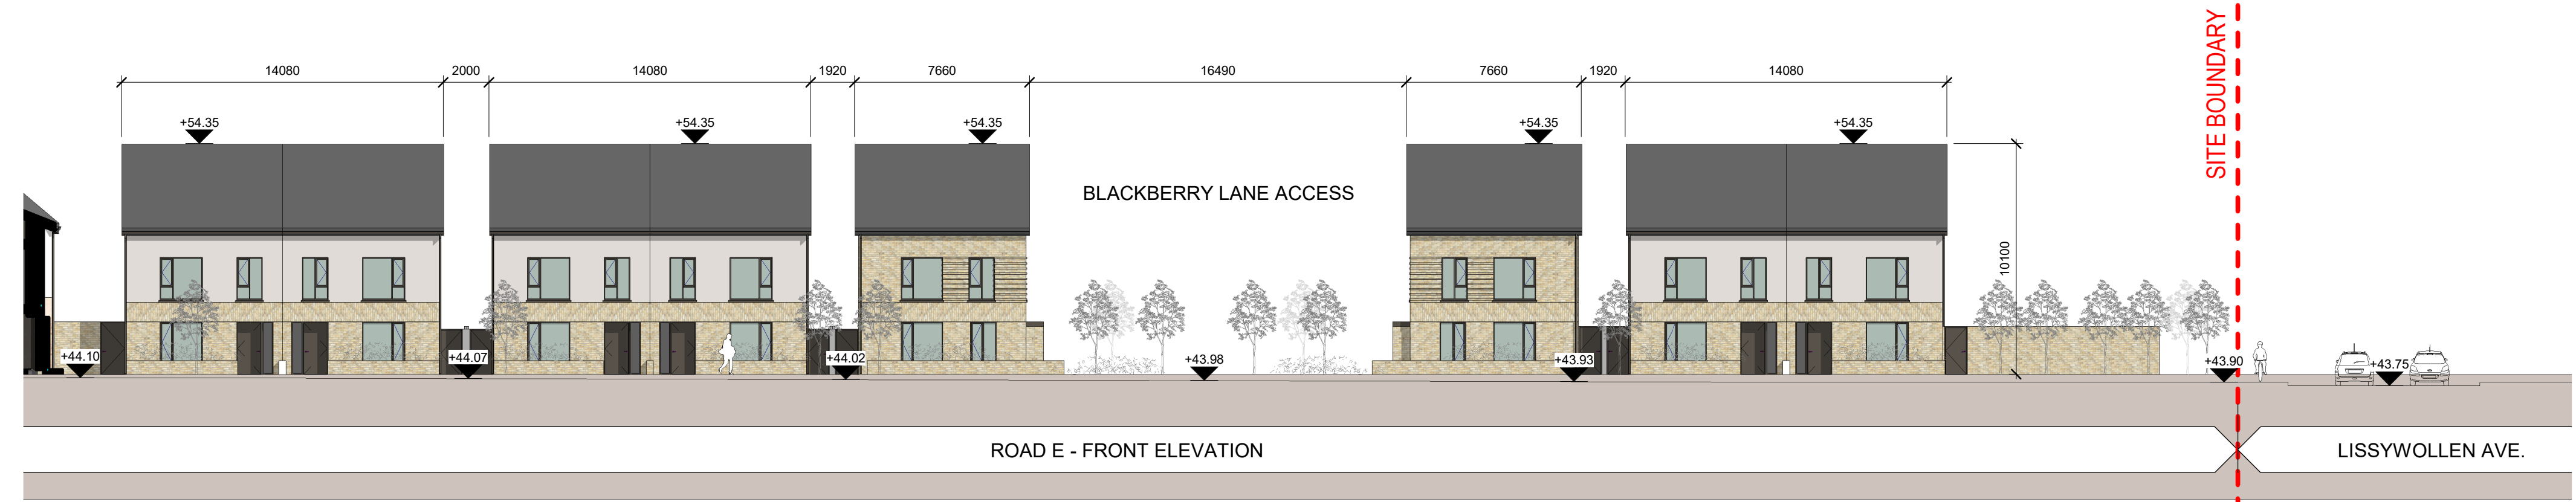 SITE BOUNDARY
14080 2000 14080 1920 7660 16490 7660 1920 14080
+54.35 +54.35 +54.35 +54.35 +54.35
BLACKBERRY LANE ACCESS
10100
+44.10 +44.07 +44.02 +43.98 +43.93 +43.90 +43.75
ROAD E - FRONT ELEVATION
LISSYWOLLEN AVE.